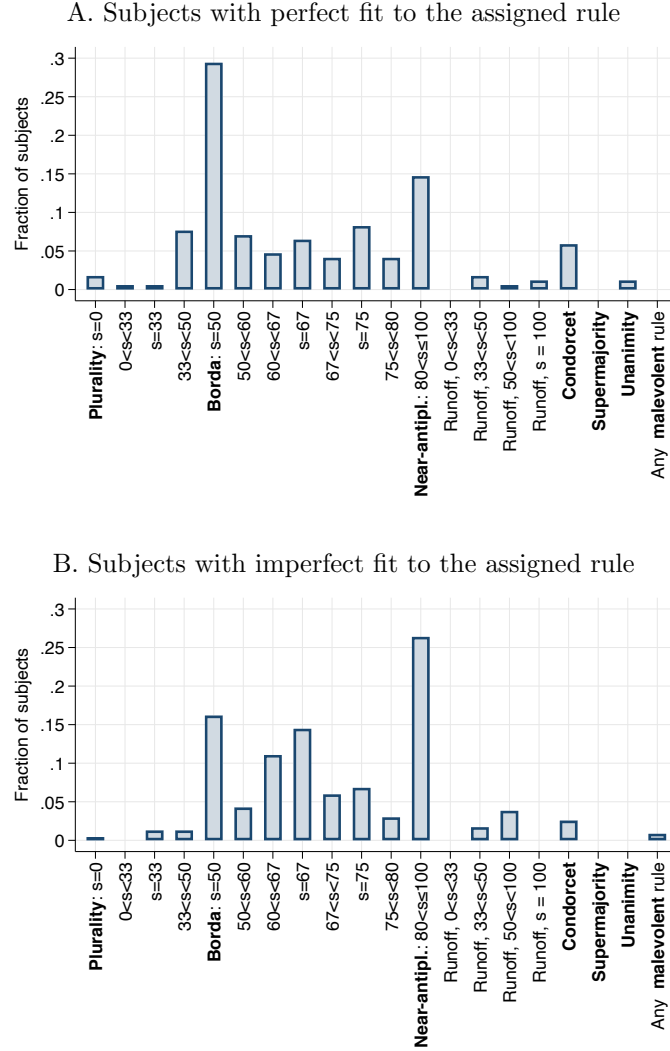 A. Subjects with perfect fit to the assigned rule
Fraction of subjects
.3
.25
.2
.15
.1
.05
0
Plurality: s=0
0<s<33
s=33
33<s<50
Borda: s=50
50<s<60
60<s<67
s=67
67<s<75
s=75
75<s<80
Near-antipl.: 80<s≤100
Runoff, 0<s<33
Runoff, 33<s<50
Runoff, 50<s<100
Runoff, s = 100
Condorcet
Supermajority
Unanimity
Any malevolent rule
B. Subjects with imperfect fit to the assigned rule
Fraction of subjects
.3
.25
.2
.15
.1
.05
0
Plurality: s=0
0<s<33
s=33
33<s<50
Borda: s=50
50<s<60
60<s<67
s=67
67<s<75
s=75
75<s<80
Near-antipl.: 80<s≤100
Runoff, 0<s<33
Runoff, 33<s<50
Runoff, 50<s<100
Runoff, s = 100
Condorcet
Supermajority
Unanimity
Any malevolent rule